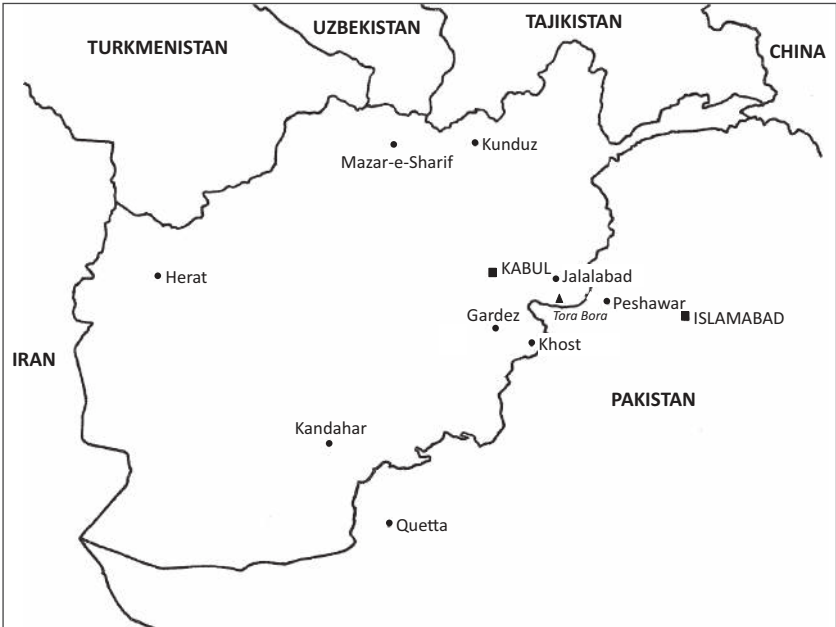 UZBEKISTAN
TAJIKISTAN
TURKMENISTAN
CHINA
Mazar-e-Sharif
Kunduz
Herat
KABUL
Jalalabad
Tora Bora
Peshawar
ISLAMABAD
Gardez
Khost
IRAN
PAKISTAN
Kandahar
Quetta